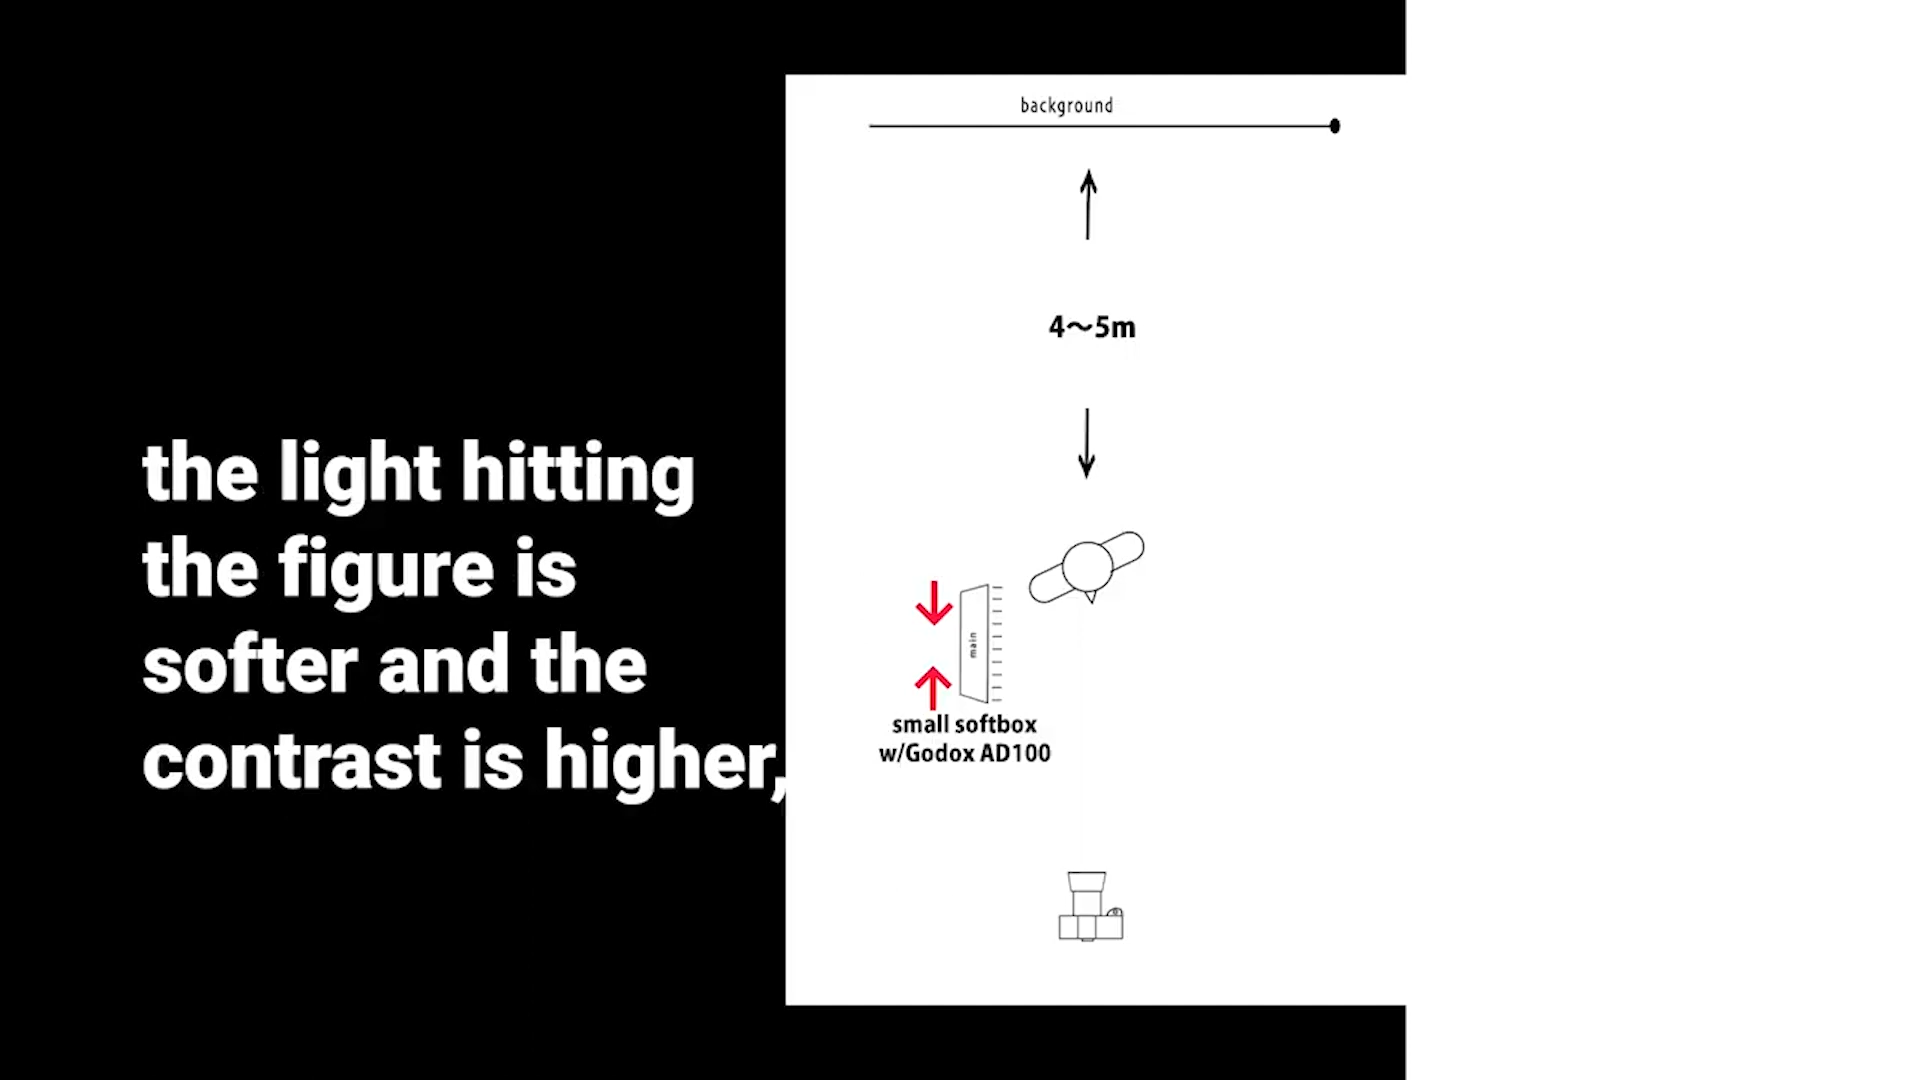 the light hitting
the figure is
softer and the
contrast is higher,
background
4～5m
main
small softbox
w/Godox AD100